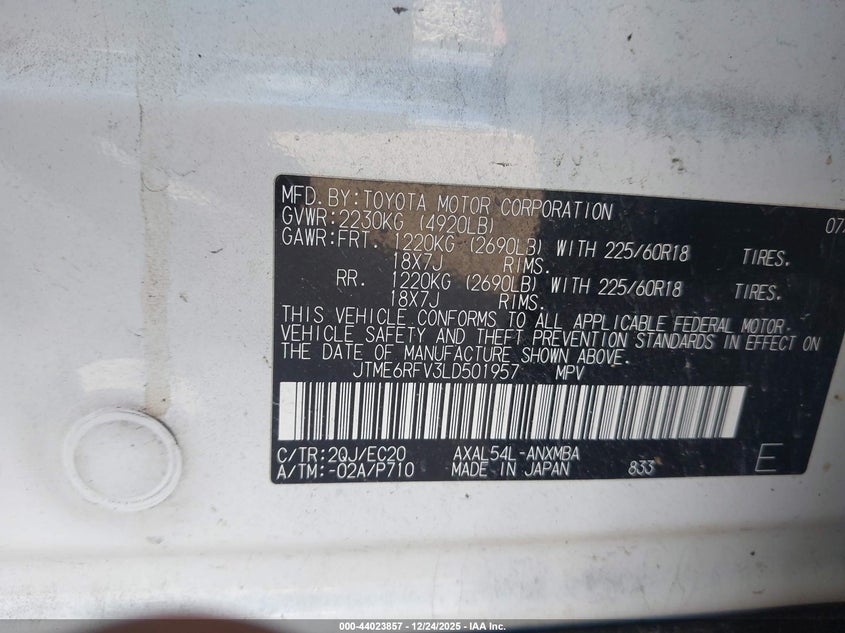 MFD. BY:TOYOTA MOTOR CORPORATION 07
GVWR:2230KG (4920LB)
GAWR:FRT. 1220KG (2690LB) WITH 225/60R18 TIRES.
18X7J RIMS.
RR. 1220KG (2690LB) WITH 225/60R18 TIRES.
18X7J RIMS.
THIS VEHICLE CONFORMS TO ALL APPLICABLE FEDERAL MOTOR
VEHICLE SAFETY AND THEFT PREVENTION STANDARDS IN EFFECT ON
THE DATE OF MANUFACTURE SHOWN ABOVE.
JTME6RFV3LD501957 MPV
C/TR:2QJ/EC20 AXAL54L-ANXMBA
A/TM:-02A/P710 MADE IN JAPAN 833 E
000-44023857 - 12/24/2025 - IAA Inc.